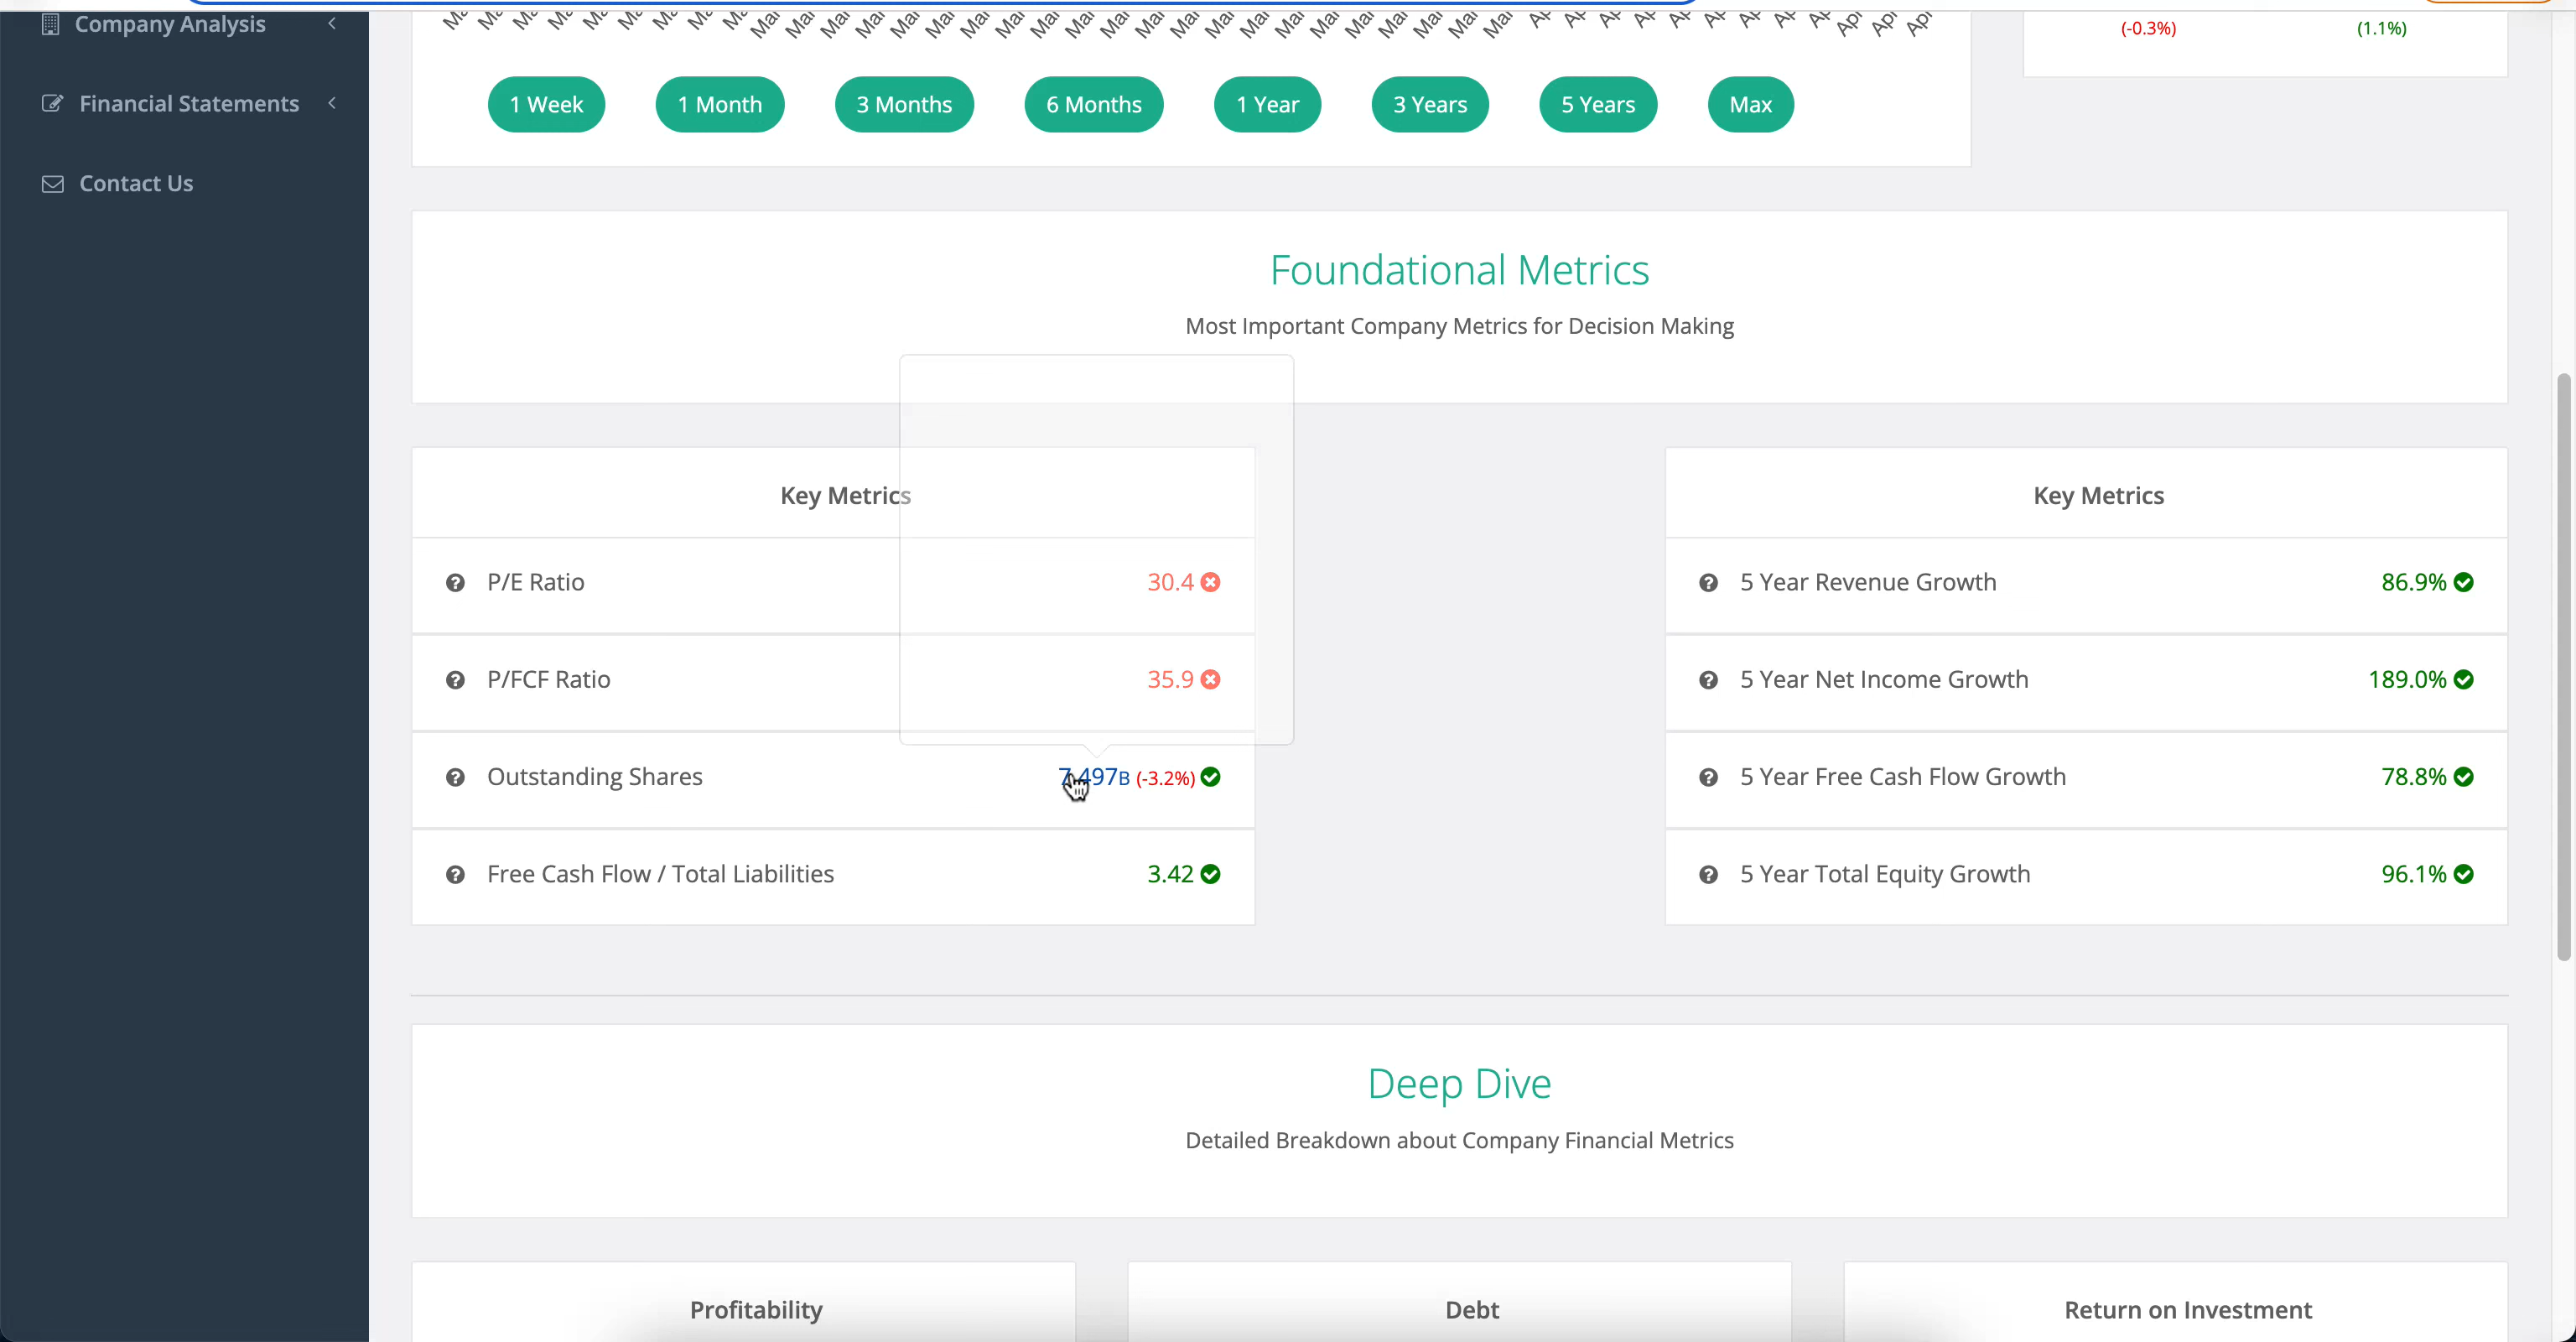 Company Analysis
(-0.3%)
(1.1%)
Financial Statements
1 Week
1 Month
3 Months
6 Months
1 Year
3 Years
5 Years
Max
Contact Us
Foundational Metrics
Most Important Company Metrics for Decision Making
Key Metrics
P/E Ratio
30.4
P/FCF Ratio
35.9
Outstanding Shares
7.497B (-3.2%)
Free Cash Flow / Total Liabilities
3.42
Key Metrics
5 Year Revenue Growth
86.9%
5 Year Net Income Growth
189.0%
5 Year Free Cash Flow Growth
78.8%
5 Year Total Equity Growth
96.1%
Deep Dive
Detailed Breakdown about Company Financial Metrics
Profitability
Debt
Return on Investment